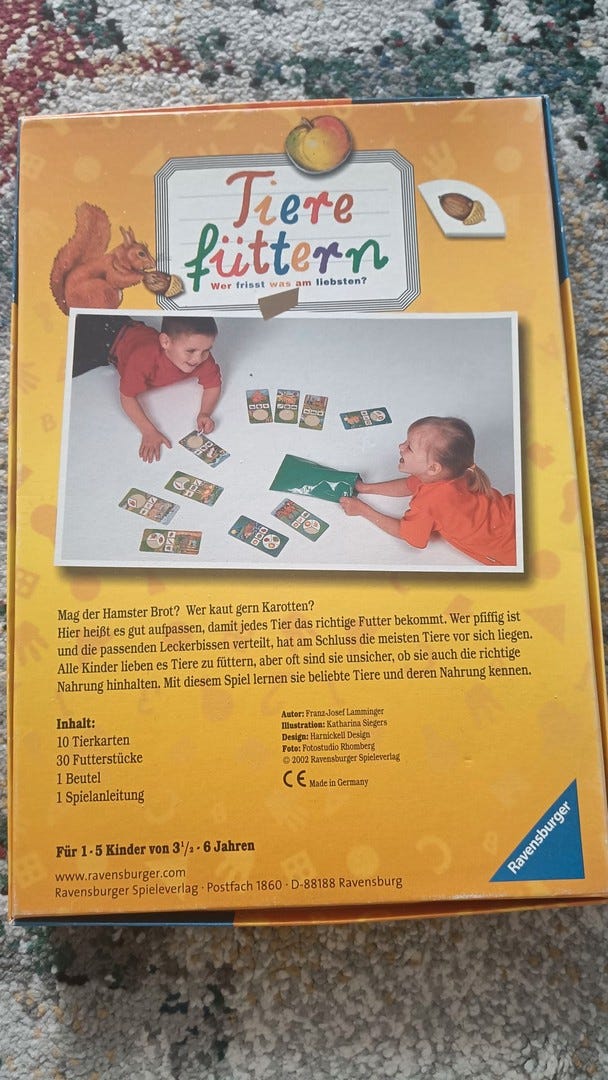 Tiere
füttern
Wer frisst was am liebsten?
Mag der Hamster Brot? Wer kaut gern Karotten?
Hier heißt es gut aufpassen, damit jedes Tier das richtige Futter bekommt. Wer pfiffig ist
und die passenden Leckerbissen verteilt, hat am Schluss die meisten Tiere vor sich liegen.
Alle Kinder lieben es Tiere zu füttern, aber oft sind sie unsicher, ob sie auch die richtige
Nahrung hinhalten. Mit diesem Spiel lernen sie beliebte Tiere und deren Nahrung kennen.
Inhalt:
10 Tierkarten
30 Futterstücke
1 Beutel
1 Spielanleitung
Autor: Franz-Josef Lamminger
Illustration: Katharina Siegers
Design: Harnickell Design
Foto: Fotostudio Rhomberg
© 2002 Ravensburger Spieleverlag
CE Made in Germany
Für 1 - 5 Kinder von 3 1/2 - 6 Jahren
www.ravensburger.com
Ravensburger Spieleverlag · Postfach 1860 · D-88188 Ravensburg
Ravensburger